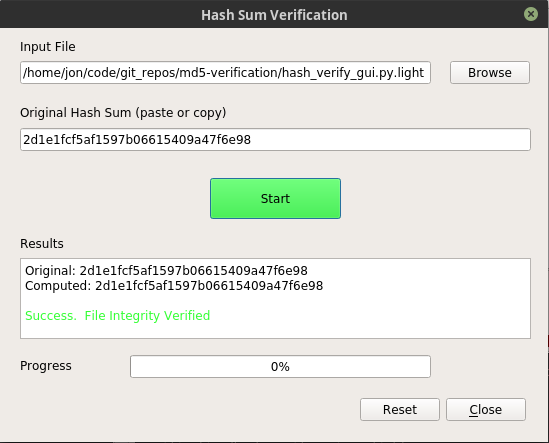 Hash Sum Verification
Input File
/home/jon/code/git_repos/md5-verification/hash_verify_gui.py.light
Browse
Original Hash Sum (paste or copy)
2d1e1fcf5af1597b06615409a47f6e98
Start
Results
Original: 2d1e1fcf5af1597b06615409a47f6e98
Computed: 2d1e1fcf5af1597b06615409a47f6e98
Success.  File Integrity Verified
Progress
0%
Reset
Close